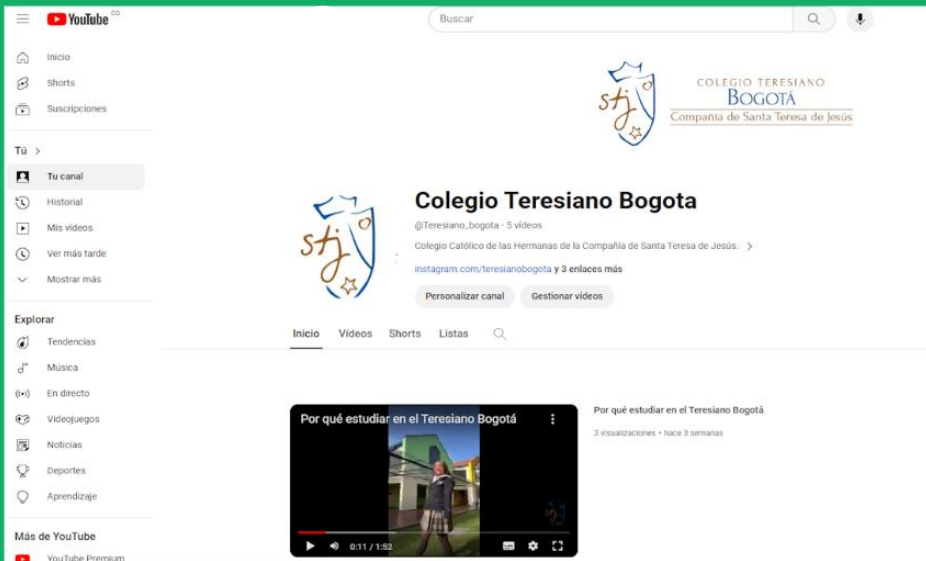 YouTube CO
Buscar
Inicio
Shorts
Suscripciones
Tú >
Tu canal
Historial
Mis vídeos
Ver más tarde
Mostrar más
Explorar
Tendencias
Música
En directo
Videojuegos
Noticias
Deportes
Aprendizaje
Más de YouTube
YouTube Premium
stj
COLEGIO TERESIANO
BOGOTÁ
Compañía de Santa Teresa de Jesús
stj
Colegio Teresiano Bogota
@Teresiano_bogota · 5 vídeos
Colegio Católico de las Hermanas de la Compañía de Santa Teresa de Jesús. >
instagram.com/teresianobogota y 3 enlaces más
Personalizar canal Gestionar vídeos
Inicio Vídeos Shorts Listas
Por qué estudiar en el Teresiano Bogotá
0:11 / 1:52
Por qué estudiar en el Teresiano Bogotá
3 visualizaciones • hace 3 semanas